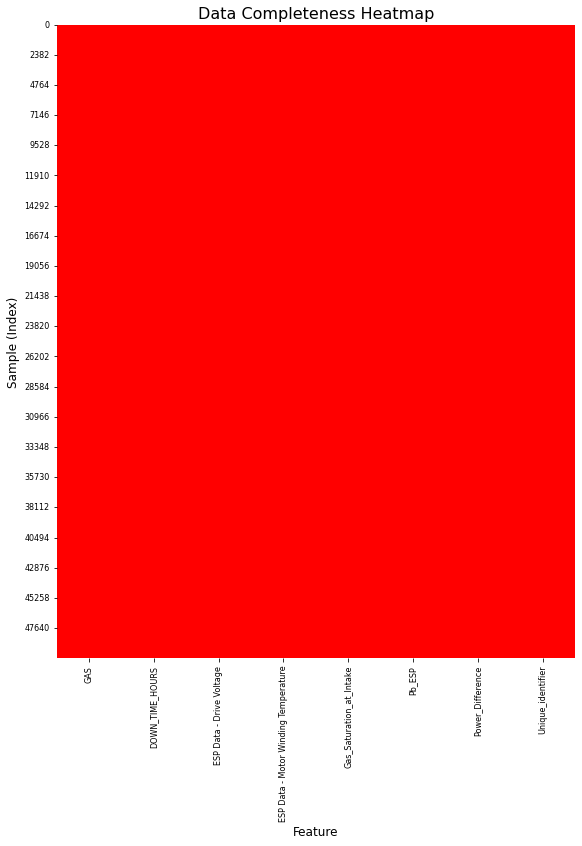 Data Completeness Heatmap
Sample (Index)
0
2382
4764
7146
9528
11910
14292
16674
19056
21438
23820
26202
28584
30966
33348
35730
38112
40494
42876
45258
47640
GAS
DOWN_TIME_HOURS
ESP Data - Drive Voltage
ESP Data - Motor Winding Temperature
Gas_Saturation_at_Intake
Pb_ESP
Power_Difference
Unique_identifier
Feature